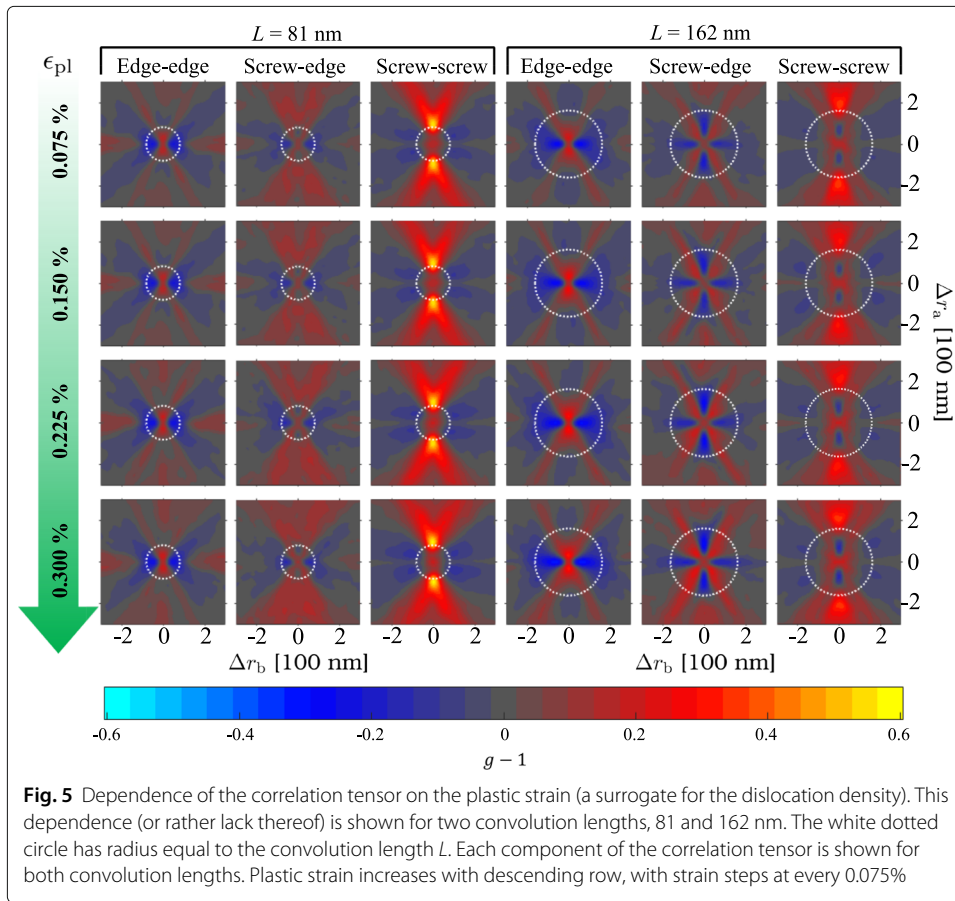 L = 81 nm
L = 162 nm
ϵpl
Edge-edge
Screw-edge
Screw-screw
Edge-edge
Screw-edge
Screw-screw
0.075 %
2
0
-2
0.150 %
2
0
-2
0.225 %
2
0
-2
0.300 %
2
0
-2
Δra [100 nm]
-2 0 2
-2 0 2
-2 0 2
-2 0 2
-2 0 2
-2 0 2
Δrb [100 nm]
Δrb [100 nm]
-0.6 -0.4 -0.2 0 0.2 0.4 0.6
g − 1
Fig. 5 Dependence of the correlation tensor on the plastic strain (a surrogate for the dislocation density). This
dependence (or rather lack thereof) is shown for two convolution lengths, 81 and 162 nm. The white dotted
circle has radius equal to the convolution length L. Each component of the correlation tensor is shown for
both convolution lengths. Plastic strain increases with descending row, with strain steps at every 0.075%